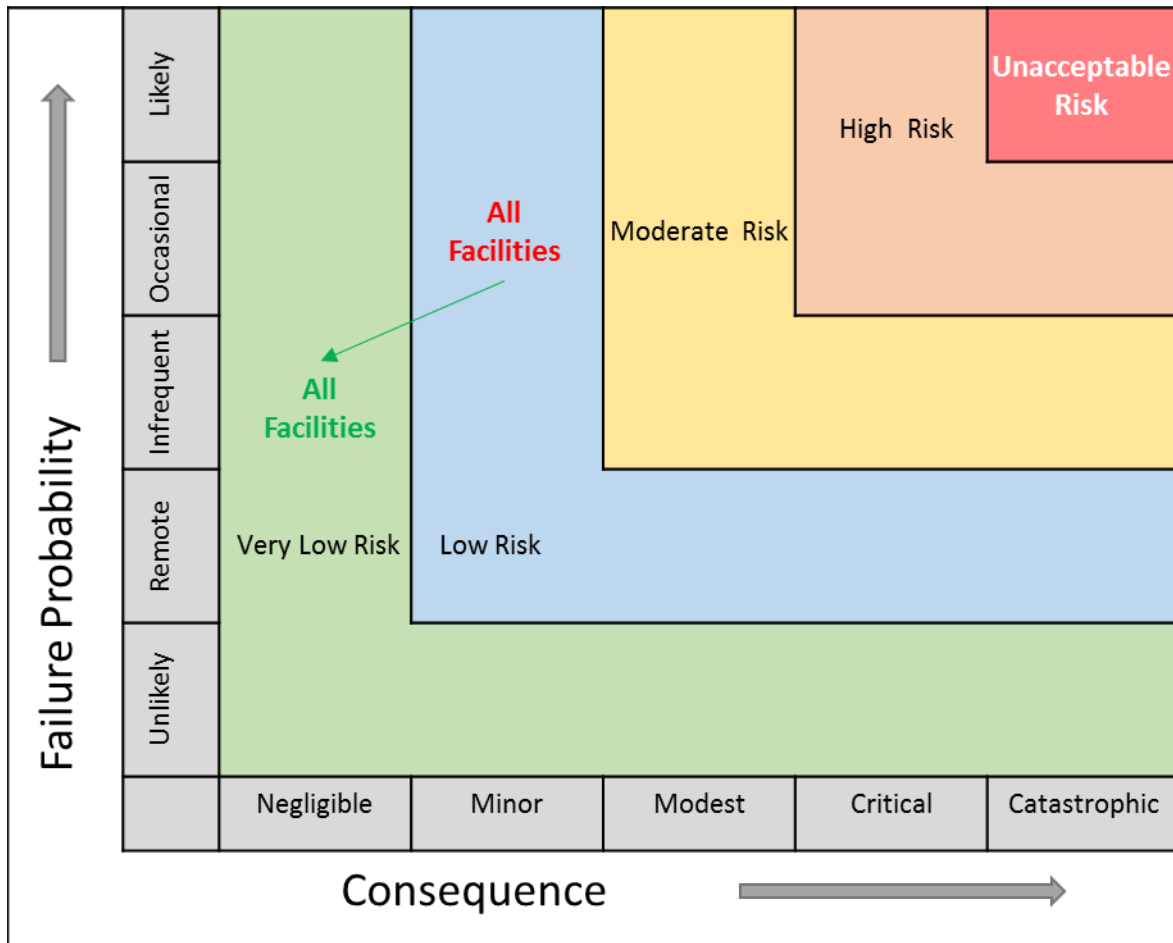 Failure Probability
Likely
Occasional
Infrequent
Remote
Unlikely
Unacceptable
Risk
High Risk
All
Facilities
Moderate Risk
All
Facilities
Very Low Risk
Low Risk
Negligible
Minor
Modest
Critical
Catastrophic
Consequence